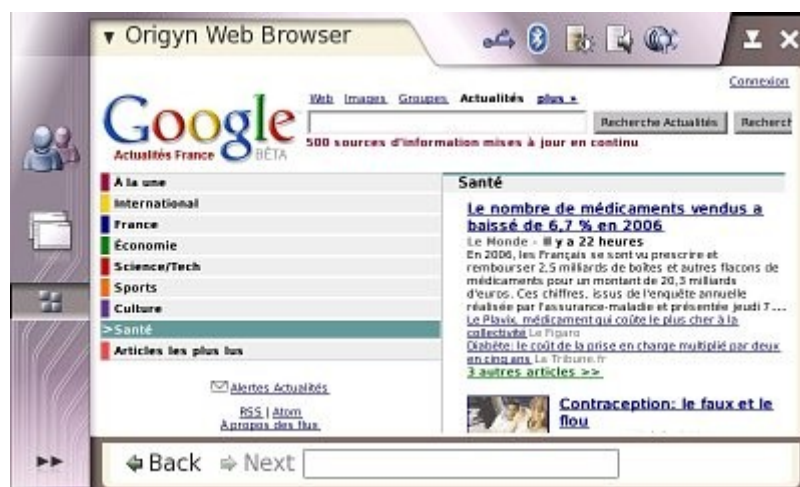 Origyn Web Browser
Connexion
Web Images Groupes Actualités plus »
Google
Actualités France BÊTA
Recherche Actualités Recherch
500 sources d'information mises à jour en continu
À la une
International
France
Économie
Science/Tech
Sports
Culture
>Santé
Articles les plus lus
Alertes Actualités
RSS | Atom
A propos des flux
Santé
Le nombre de médicaments vendus a
baissé de 6,7 % en 2006
Le Monde - Il y a 22 heures
En 2006, les Français se sont vu prescrire et
rembourser 2,5 milliards de boîtes et autres flacons de
médicaments pour un montant de 20,3 milliards
d'euros. Ces chiffres, issus de l'enquête annuelle
réalisée par l'assurance-maladie et présentée jeudi 7...
Le Plavix, médicament qui coûte le plus cher à la
collectivité Le Figaro
Diabète: le coût de la prise en charge multiplié par deux
en cinq ans La Tribune.fr
3 autres articles >>
Contraception: le faux et le
flou
Back Next